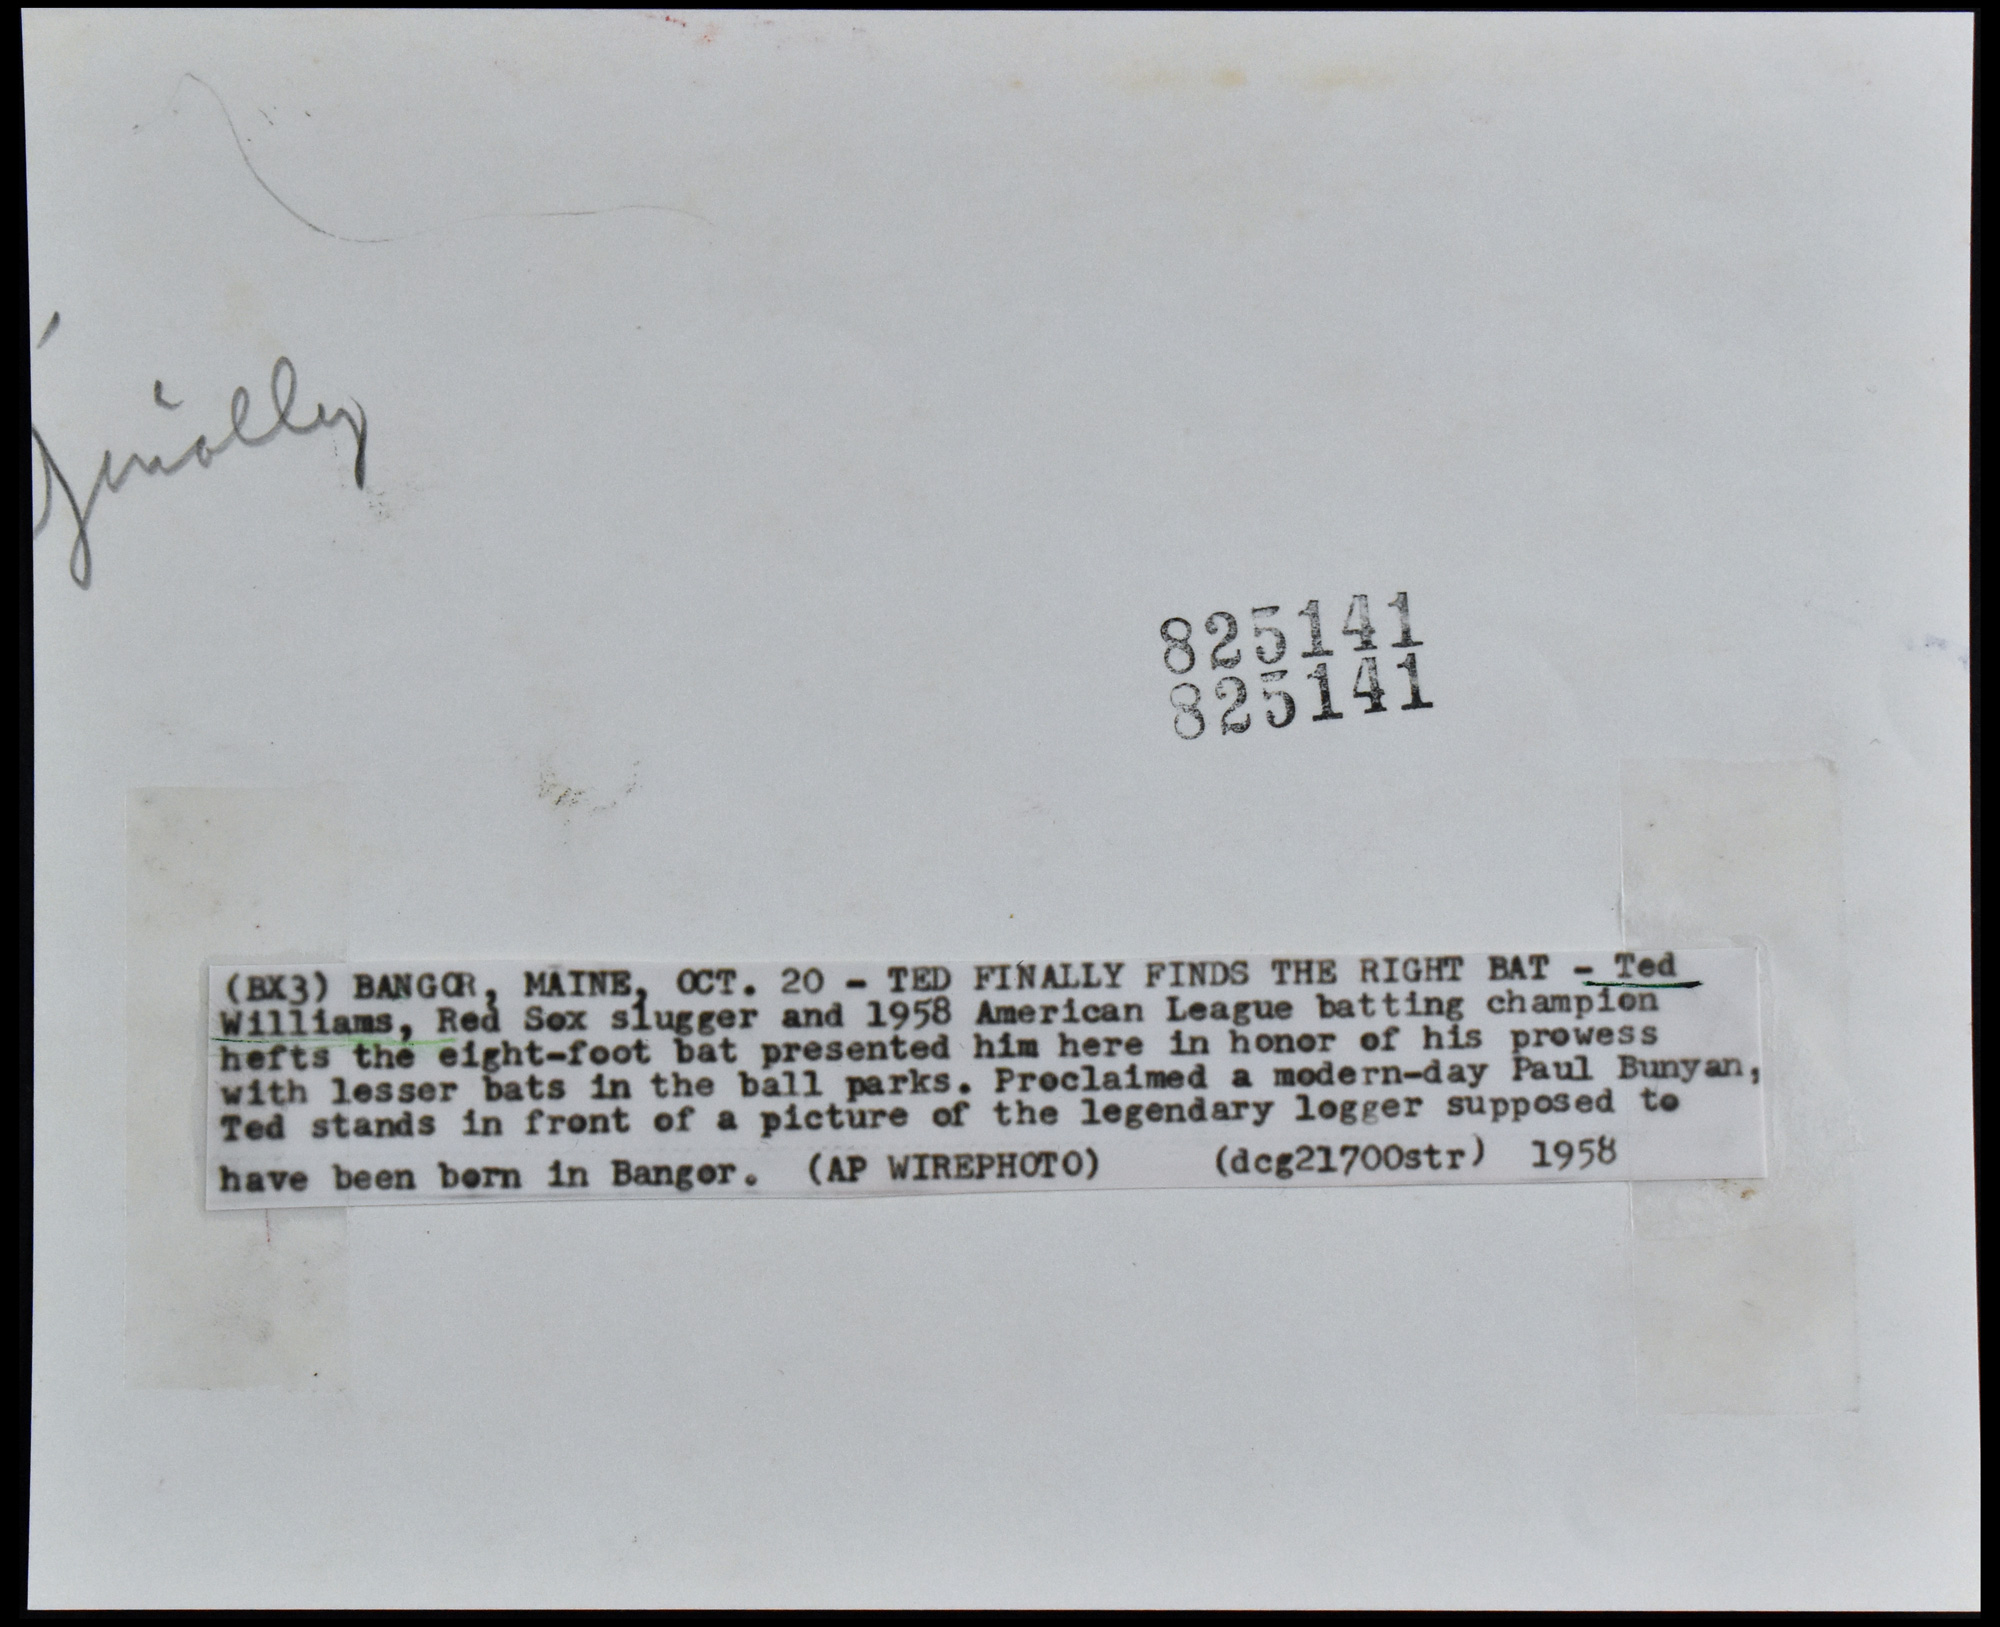 825141
825141
(BX3) BANGOR, MAINE, OCT. 20 - TED FINALLY FINDS THE RIGHT BAT - Ted
Williams, Red Sox slugger and 1958 American League batting champion
hefts the eight-foot bat presented him here in honor of his prowess
with lesser bats in the ball parks. Proclaimed a modern-day Paul Bunyan,
Ted stands in front of a picture of the legendary logger supposed to
have been born in Bangor. (AP WIREPHOTO) (dcg21700str) 1958